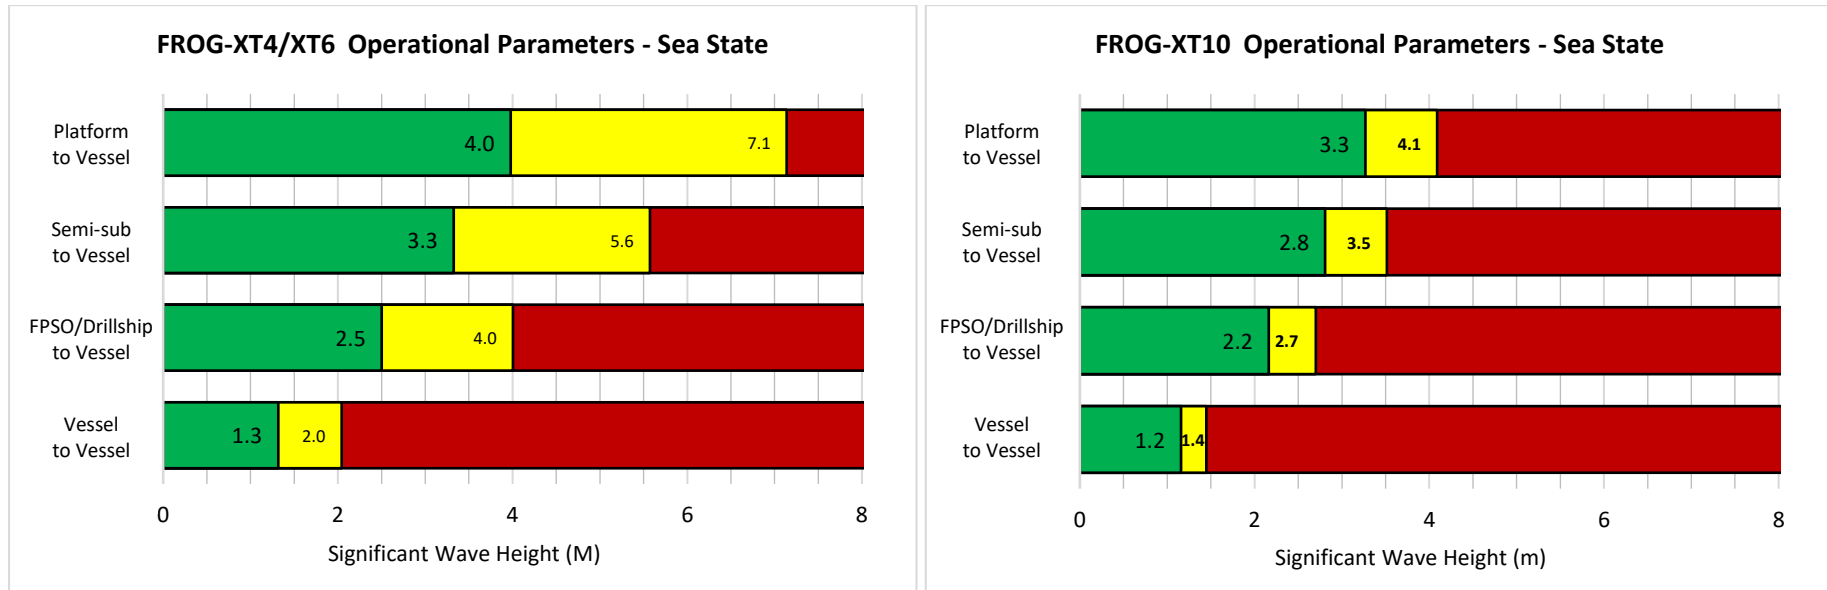 FROG-XT4/XT6 Operational Parameters - Sea State
Platform
to Vessel
4.0
7.1
Semi-sub
to Vessel
3.3
5.6
FPSO/Drillship
to Vessel
2.5
4.0
Vessel
to Vessel
1.3
2.0
0 2 4 6 8
Significant Wave Height (M)
FROG-XT10 Operational Parameters - Sea State
Platform
to Vessel
3.3
4.1
Semi-sub
to Vessel
2.8
3.5
FPSO/Drillship
to Vessel
2.2
2.7
Vessel
to Vessel
1.2
1.4
0 2 4 6 8
Significant Wave Height (m)